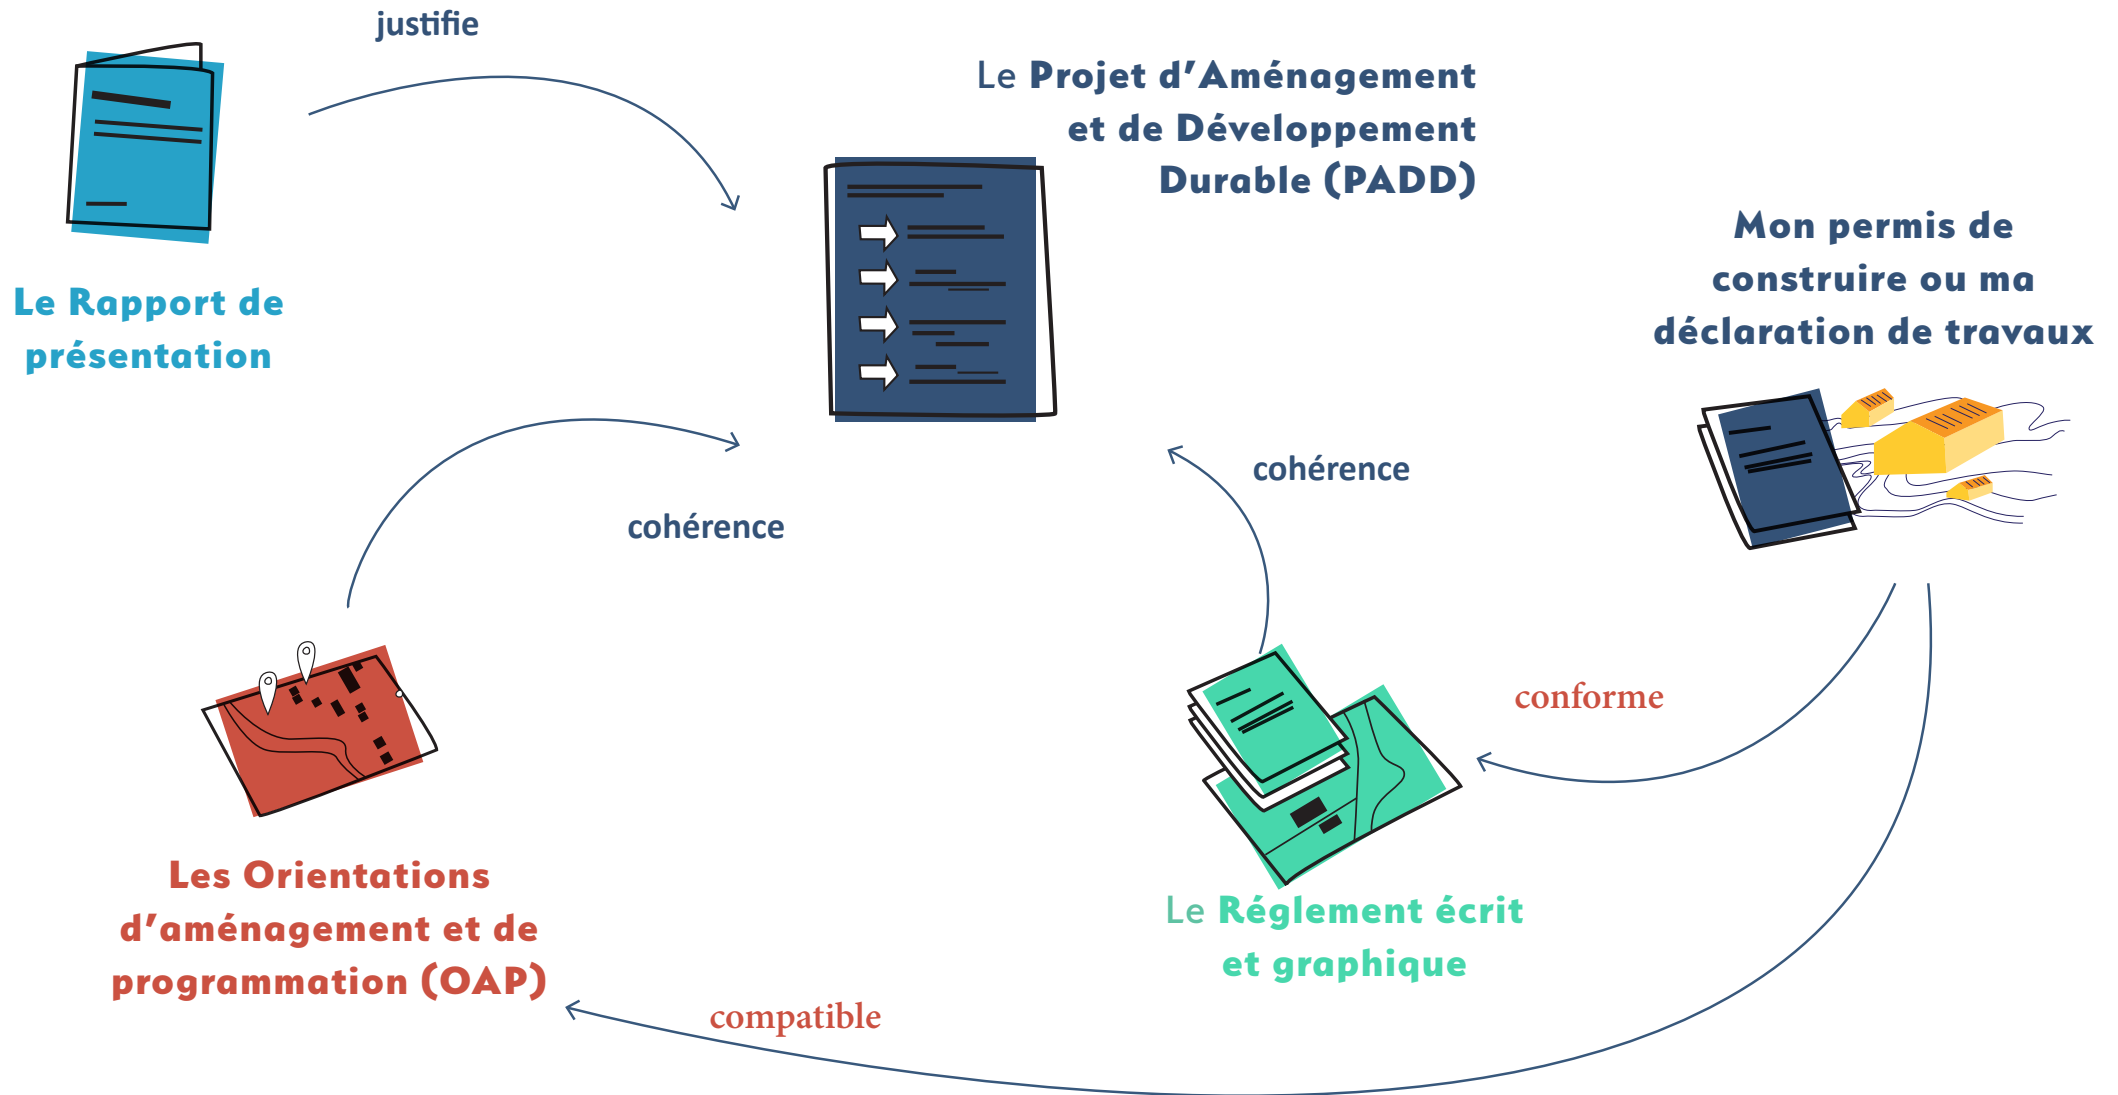 justifie
Le Projet d'Aménagement
et de Développement
Durable (PADD)
Le Rapport de
présentation
Mon permis de
construire ou ma
déclaration de travaux
cohérence
cohérence
conforme
Les Orientations
d'aménagement et de
programmation (OAP)
Le Réglement écrit
et graphique
compatible